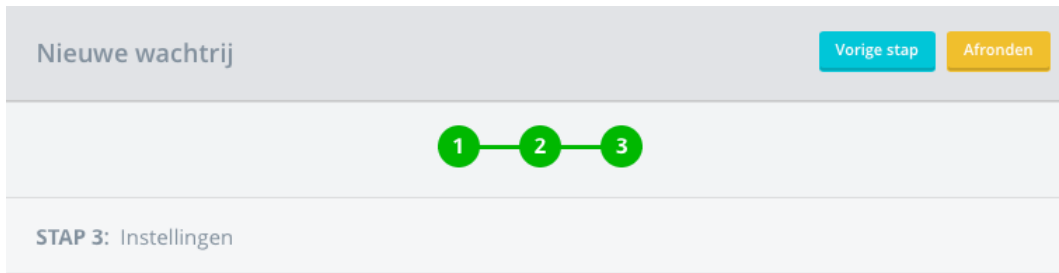 Nieuwe wachtrij
Vorige stap
Afronden
1 2 3
STAP 3: Instellingen